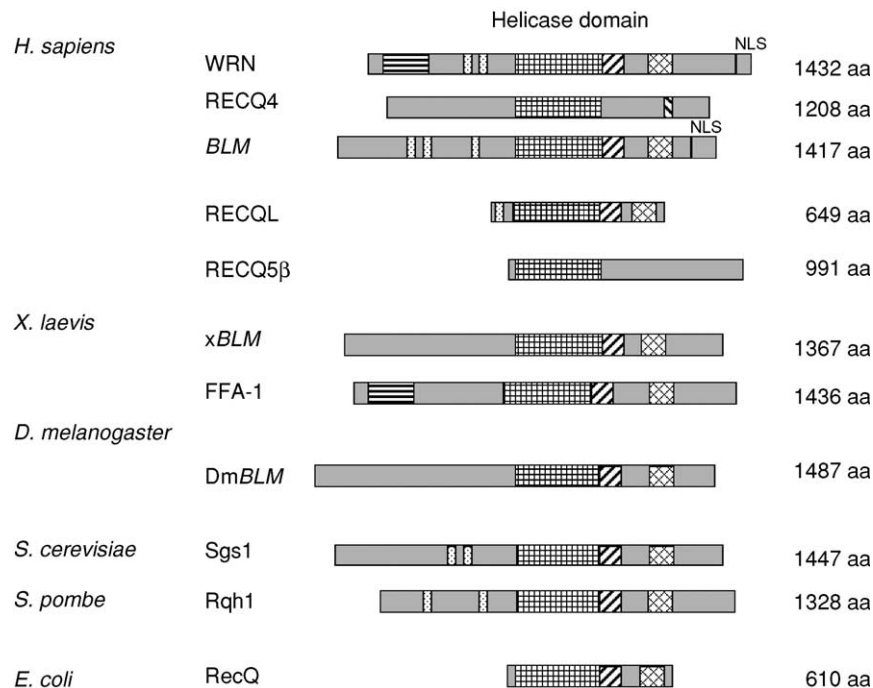 Helicase domain
H. sapiens
NLS
WRN 1432 aa
RECQ4 1208 aa
NLS
BLM 1417 aa
RECQL 649 aa
RECQ5β 991 aa
X. laevis
xBLM 1367 aa
FFA-1 1436 aa
D. melanogaster
DmBLM 1487 aa
S. cerevisiae Sgs1 1447 aa
S. pombe Rqh1 1328 aa
E. coli RecQ 610 aa